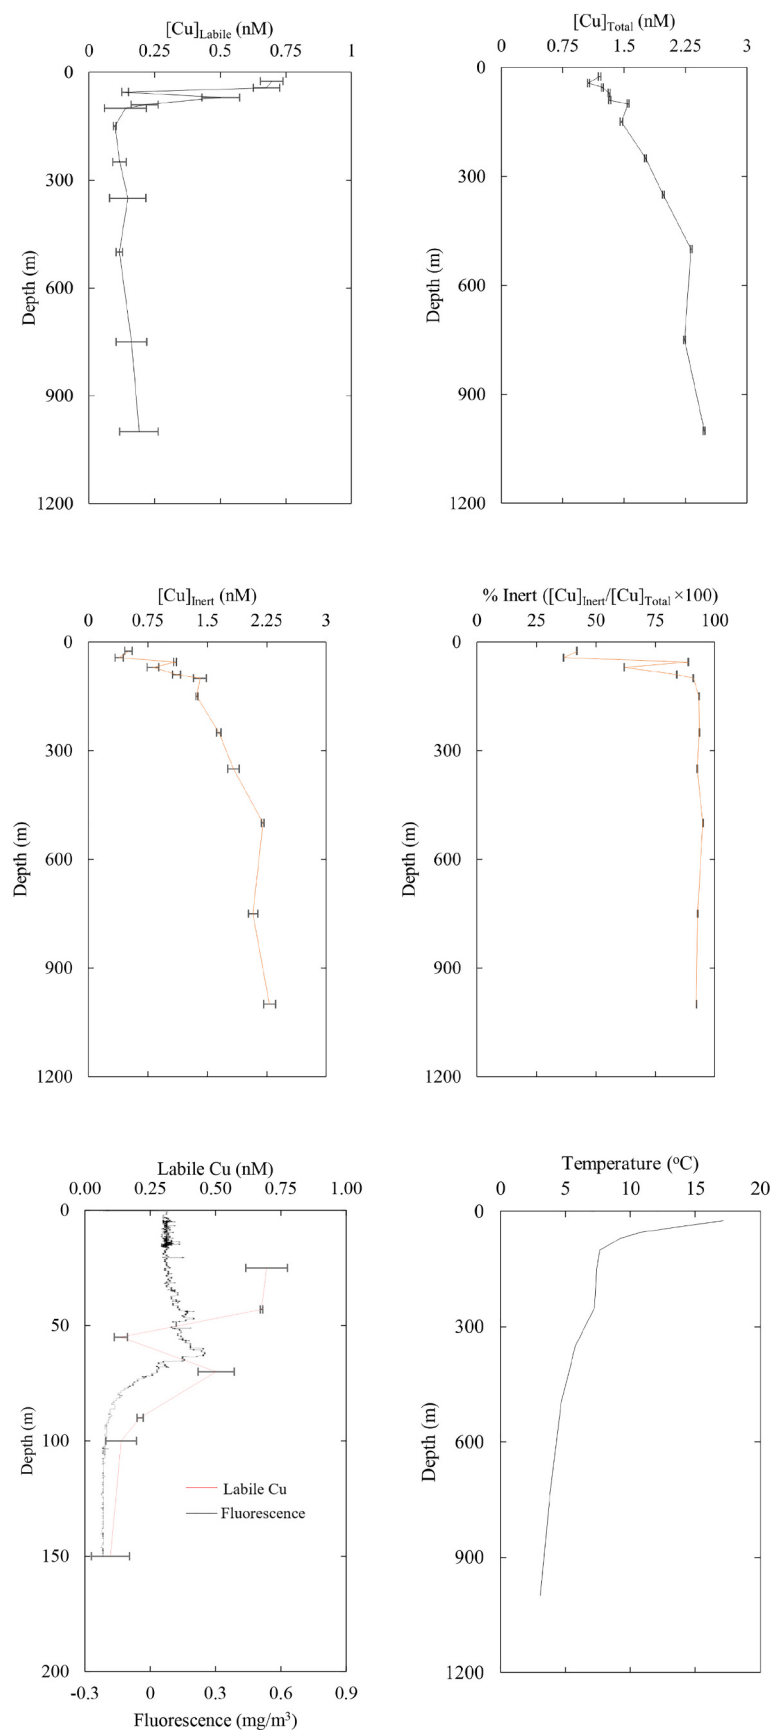 [Cu]Labile (nM)
0 0.25 0.5 0.75 1
0
300
600
900
1200
Depth (m)
[Cu]Total (nM)
0 0.75 1.5 2.25 3
0
300
600
900
1200
Depth (m)
[Cu]Inert (nM)
0 0.75 1.5 2.25 3
0
300
600
900
1200
Depth (m)
% Inert ([Cu]Inert/[Cu]Total ×100)
0 25 50 75 100
0
300
600
900
1200
Depth (m)
Labile Cu (nM)
0.00 0.25 0.50 0.75 1.00
0
50
100
150
200
Depth (m)
Labile Cu
Fluorescence
-0.3 0 0.3 0.6 0.9
Fluorescence (mg/m³)
Temperature (ᵒC)
0 5 10 15 20
0
300
600
900
1200
Depth (m)